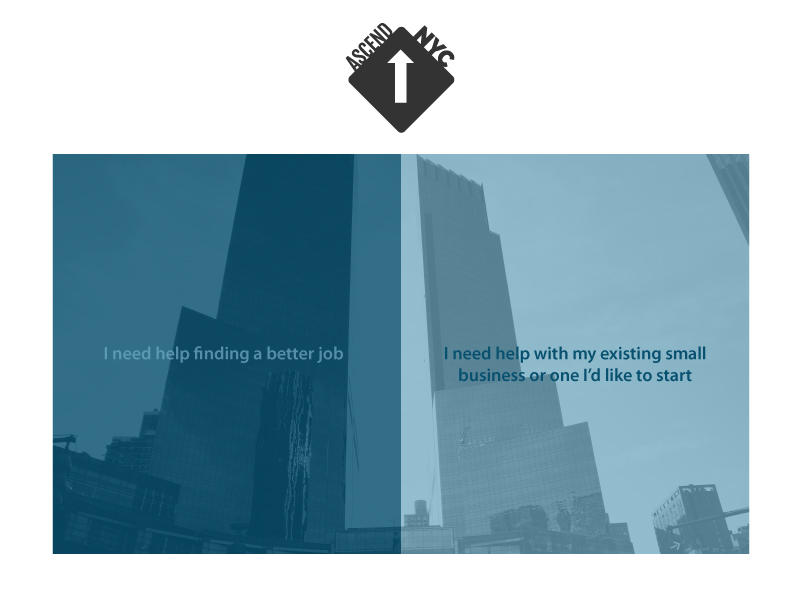 ASCEND NYC
I need help finding a better job
I need help with my existing small
business or one I’d like to start